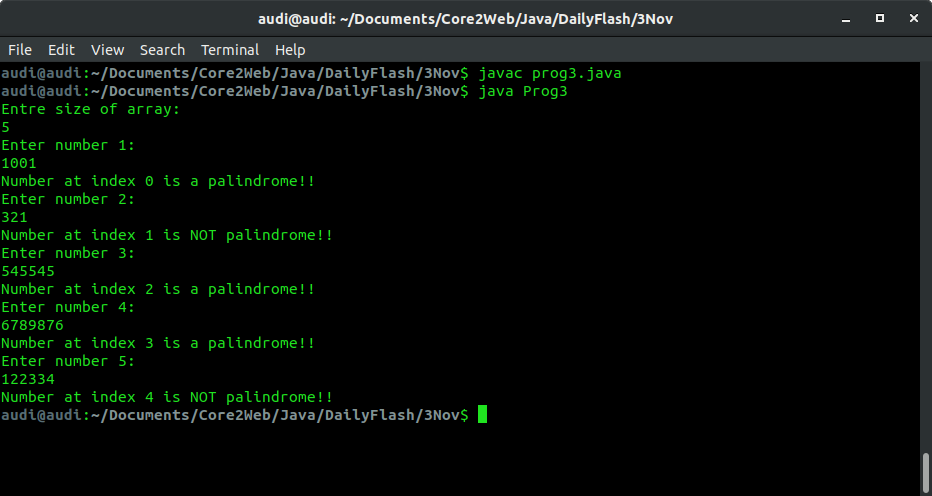 audi@audi: ~/Documents/Core2Web/Java/DailyFlash/3Nov
File Edit View Search Terminal Help
audi@audi:~/Documents/Core2Web/Java/DailyFlash/3Nov$ javac prog3.java
audi@audi:~/Documents/Core2Web/Java/DailyFlash/3Nov$ java Prog3
Entre size of array:
5
Enter number 1:
1001
Number at index 0 is a palindrome!!
Enter number 2:
321
Number at index 1 is NOT palindrome!!
Enter number 3:
545545
Number at index 2 is a palindrome!!
Enter number 4:
6789876
Number at index 3 is a palindrome!!
Enter number 5:
122334
Number at index 4 is NOT palindrome!!
audi@audi:~/Documents/Core2Web/Java/DailyFlash/3Nov$